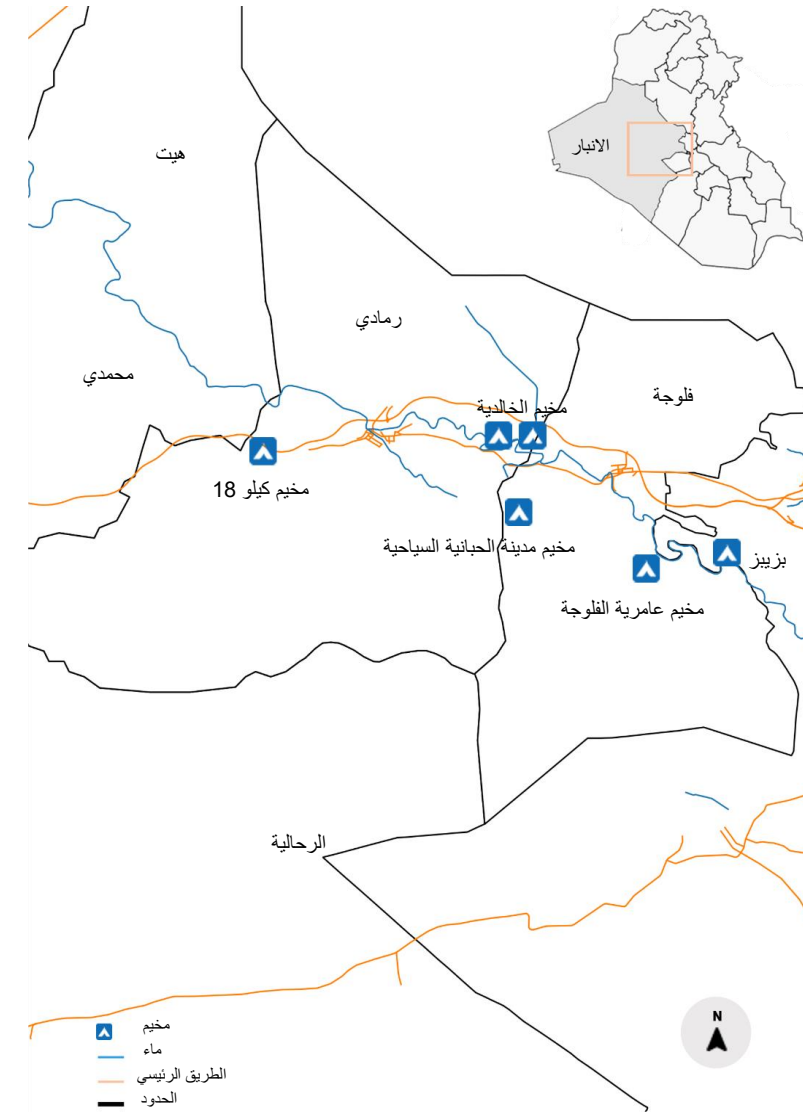 الانبار
هيت
رمادي
محمدي
فلوجة
مخيم الخالدية
مخيم كيلو 18
مخيم مدينة الحبانية السياحية
بزيبز
مخيم عامرية الفلوجة
الرحالية
N
مخيم
ماء
الطريق الرئيسي
الحدود